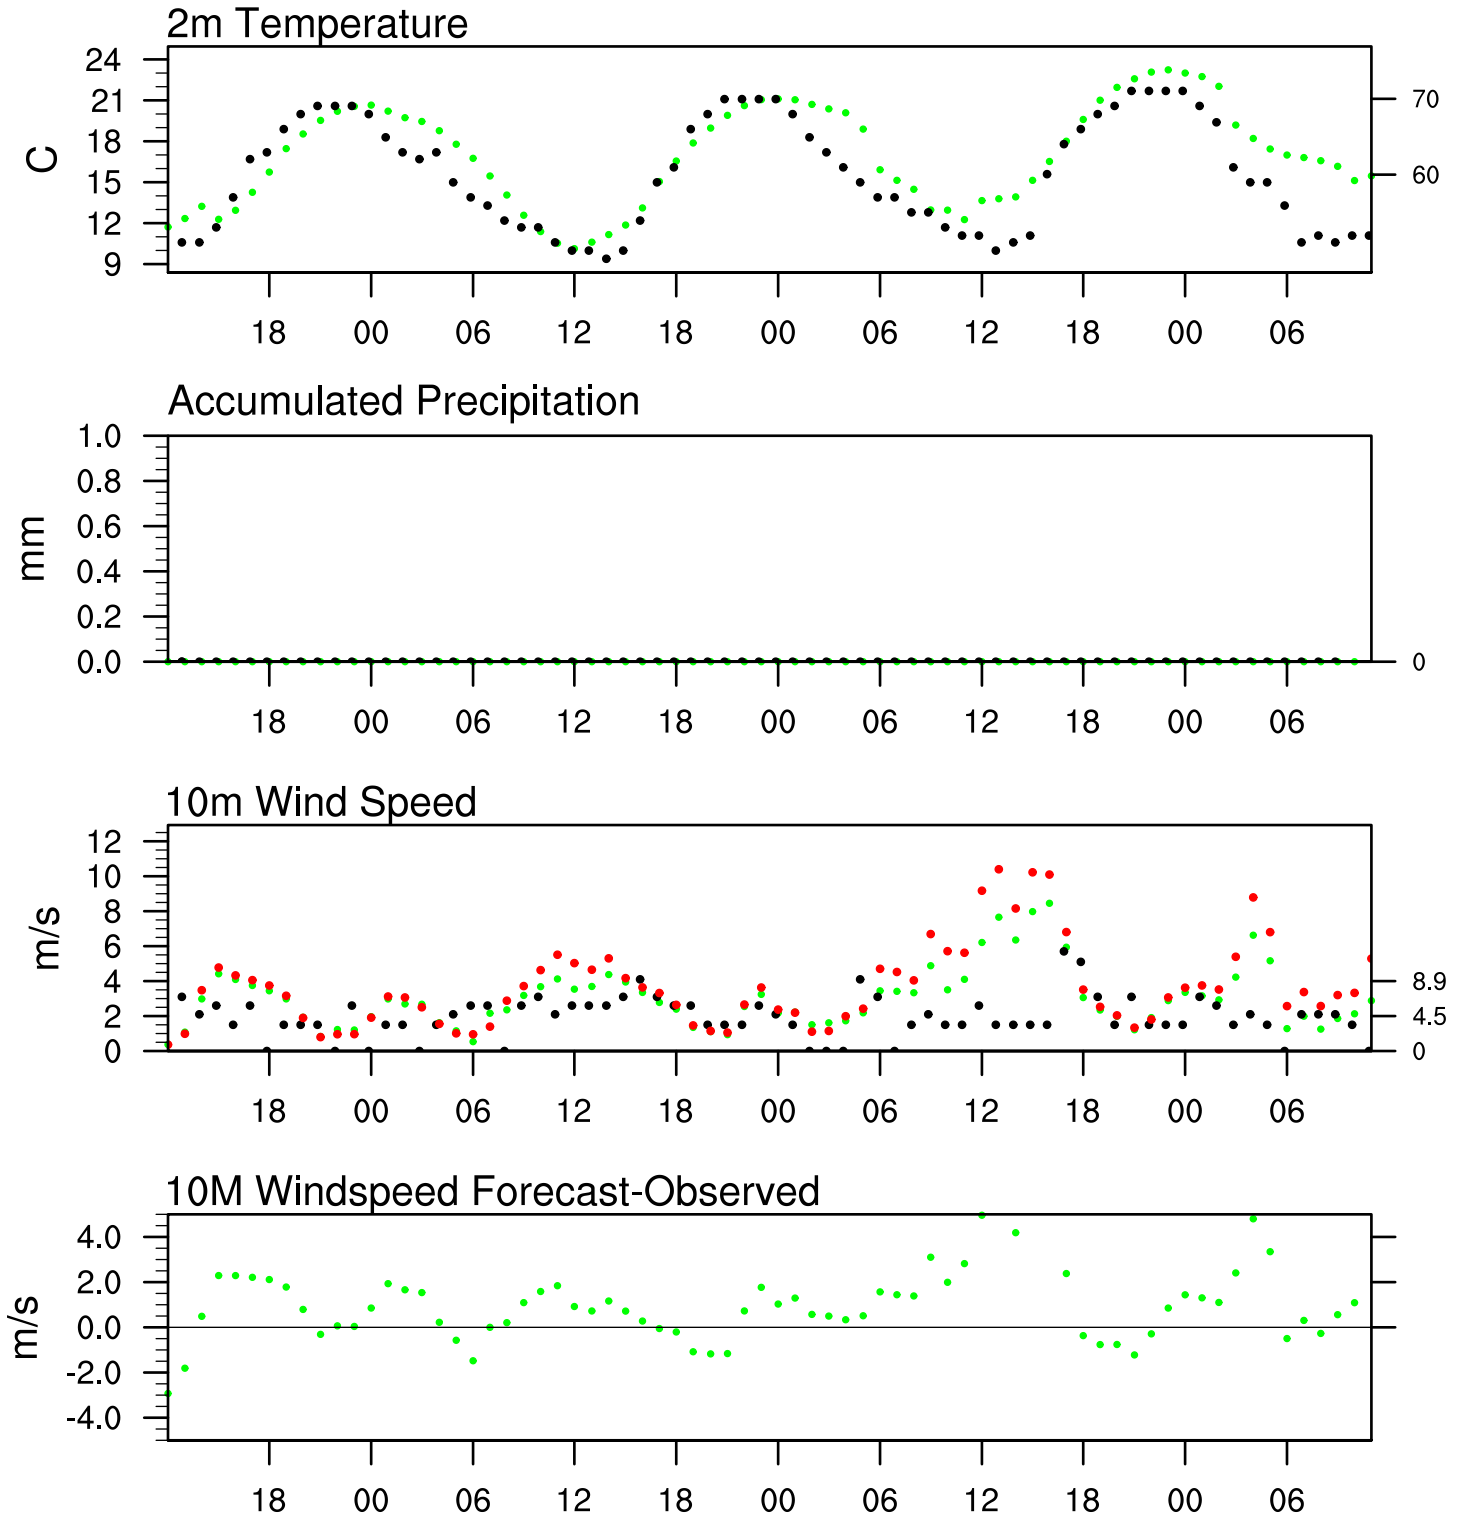 2m Temperature
24
21
18
15
12
9
C
70
60
18 00 06 12 18 00 06 12 18 00 06
Accumulated Precipitation
1.0
0.8
0.6
0.4
0.2
0.0
mm
0
18 00 06 12 18 00 06 12 18 00 06
10m Wind Speed
12
10
8
6
4
2
0
m/s
8.9
4.5
0
18 00 06 12 18 00 06 12 18 00 06
10M Windspeed Forecast-Observed
4.0
2.0
0.0
-2.0
-4.0
m/s
18 00 06 12 18 00 06 12 18 00 06